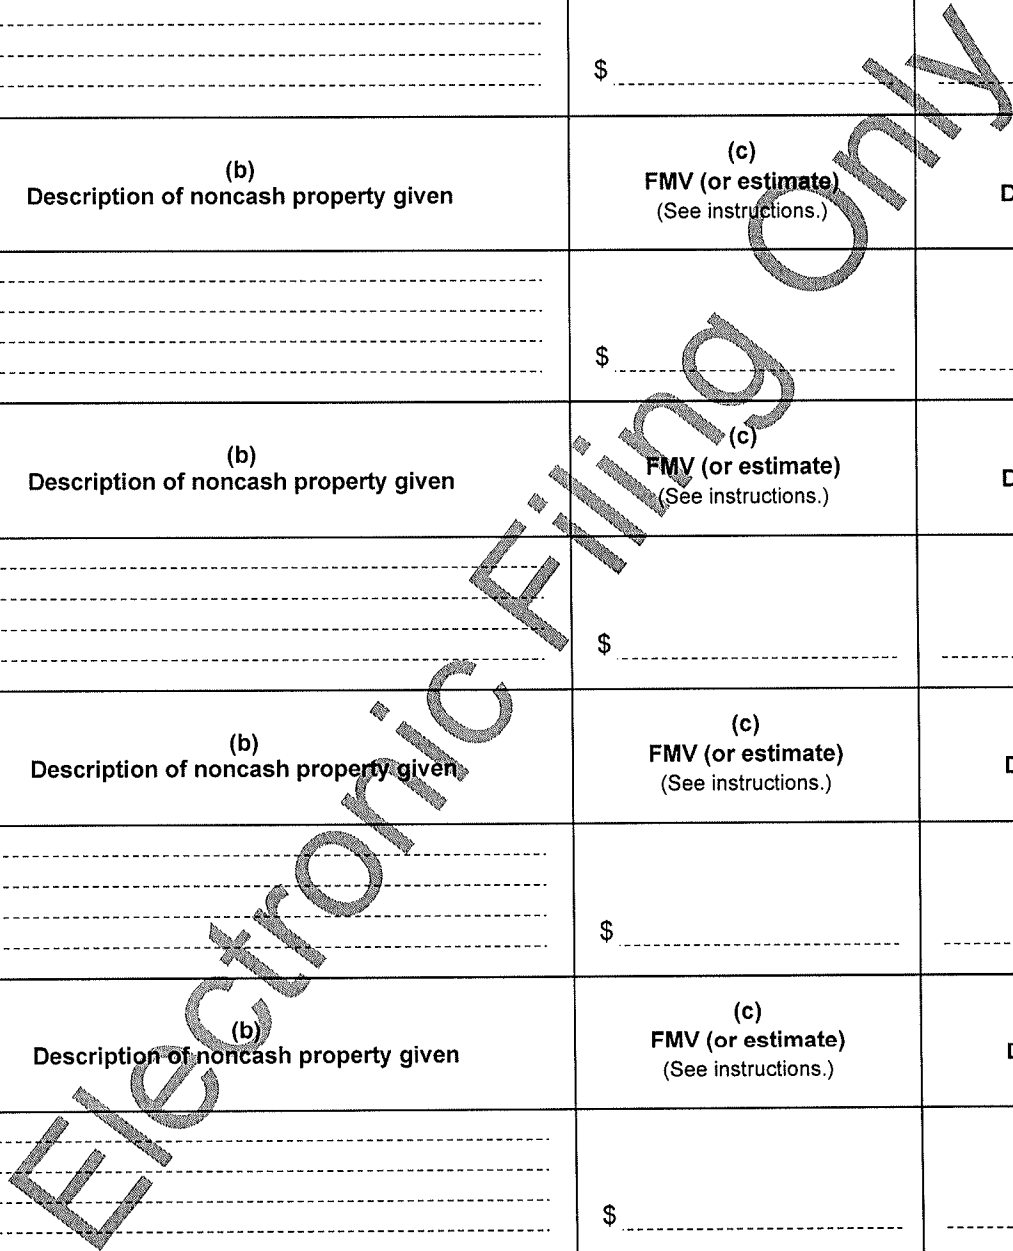 $
(b)
Description of noncash property given
(c)
FMV (or estimate)
(See instructions.)
D
$
(b)
Description of noncash property given
(c)
FMV (or estimate)
(See instructions.)
D
$
(b)
Description of noncash property given
(c)
FMV (or estimate)
(See instructions.)
D
$
(b)
Description of noncash property given
(c)
FMV (or estimate)
(See instructions.)
D
$
Electronic Filing Only